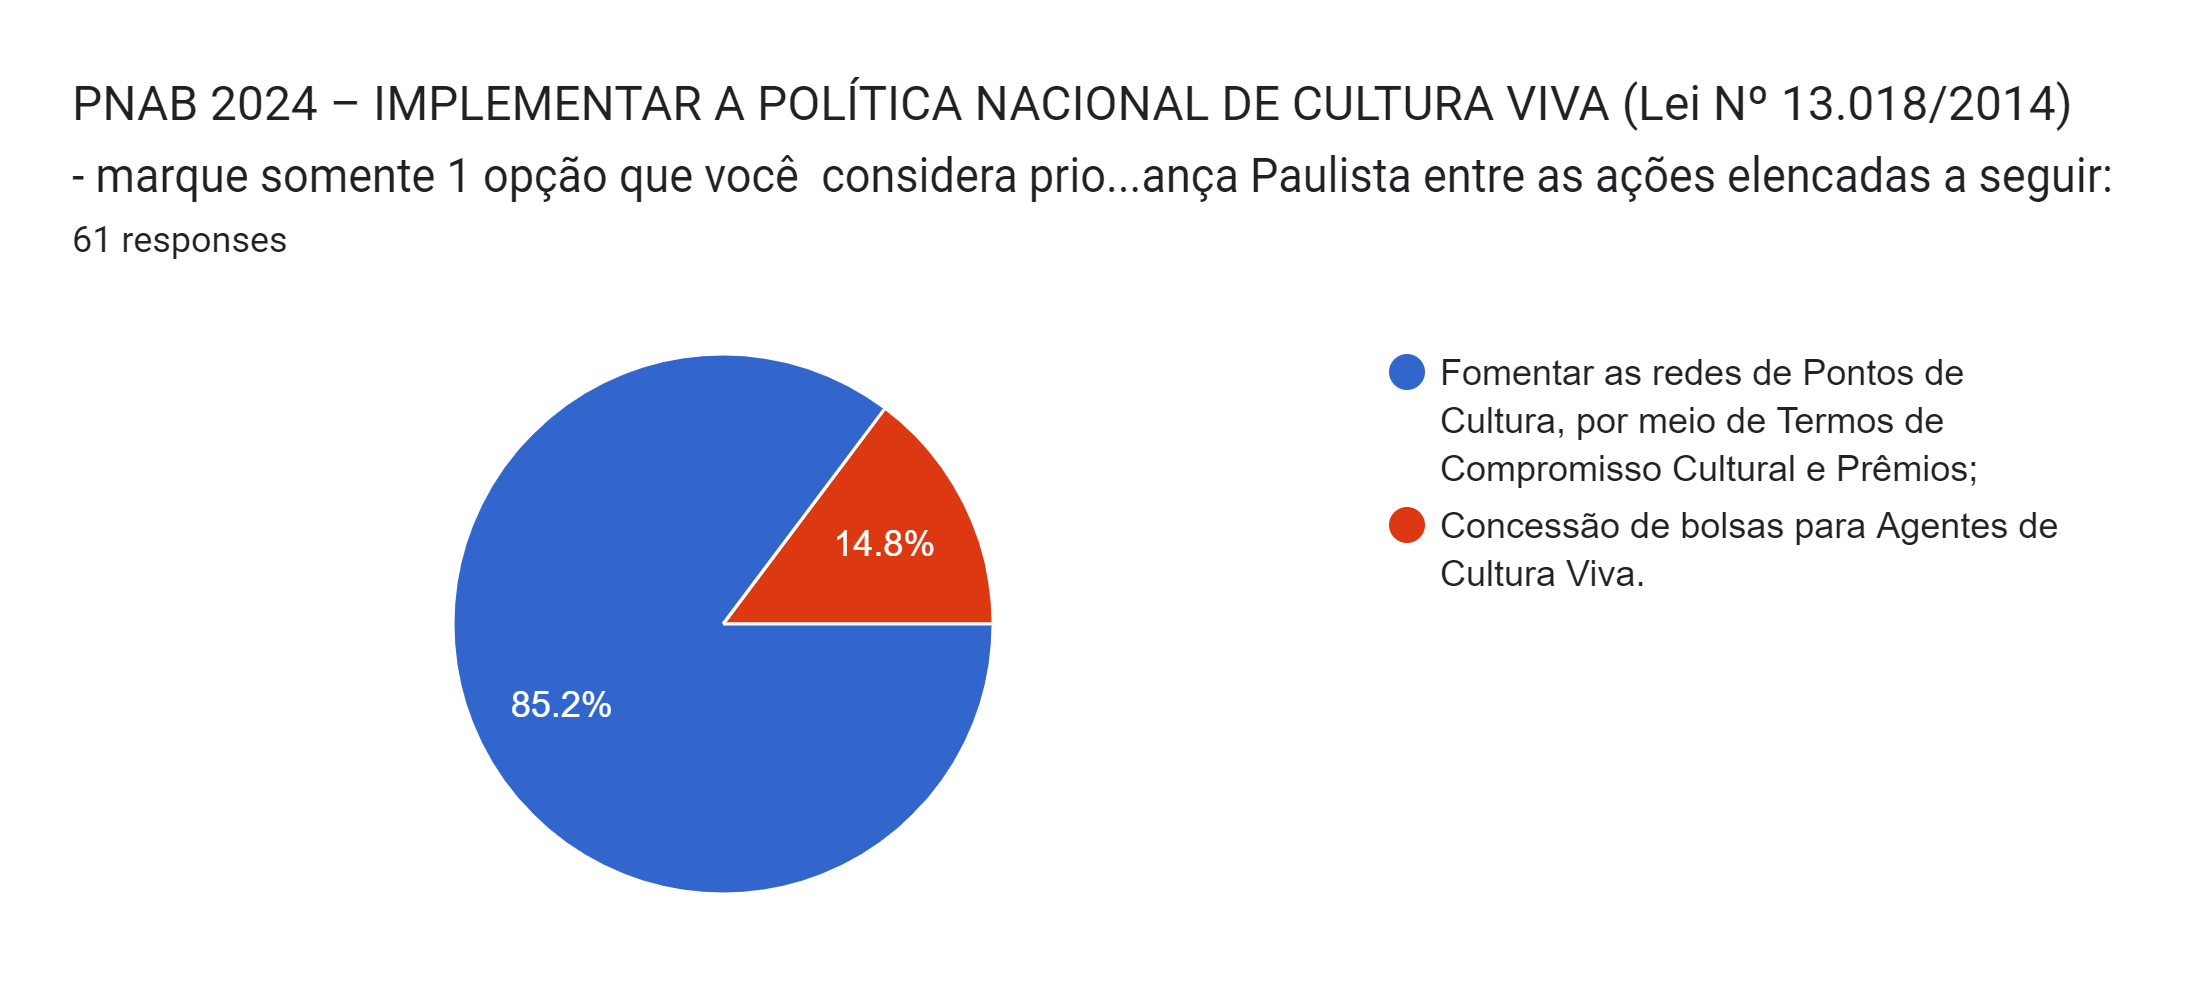 PNAB 2024 – IMPLEMENTAR A POLÍTICA NACIONAL DE CULTURA VIVA (Lei Nº 13.018/2014)
- marque somente 1 opção que você  considera prio...ança Paulista entre as ações elencadas a seguir:
61 responses
Fomentar as redes de Pontos de
Cultura, por meio de Termos de
Compromisso Cultural e Prêmios;
Concessão de bolsas para Agentes de
Cultura Viva.
14.8%
85.2%